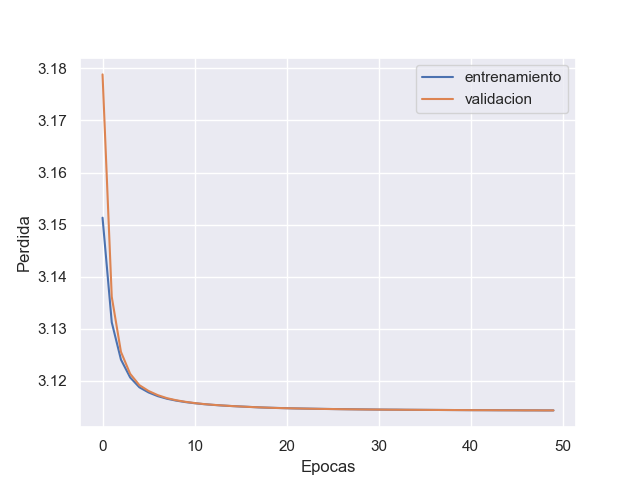 3.18
3.17
3.16
3.15
3.14
3.13
3.12
Perdida
entrenamiento
validacion
0 10 20 30 40 50
Epocas